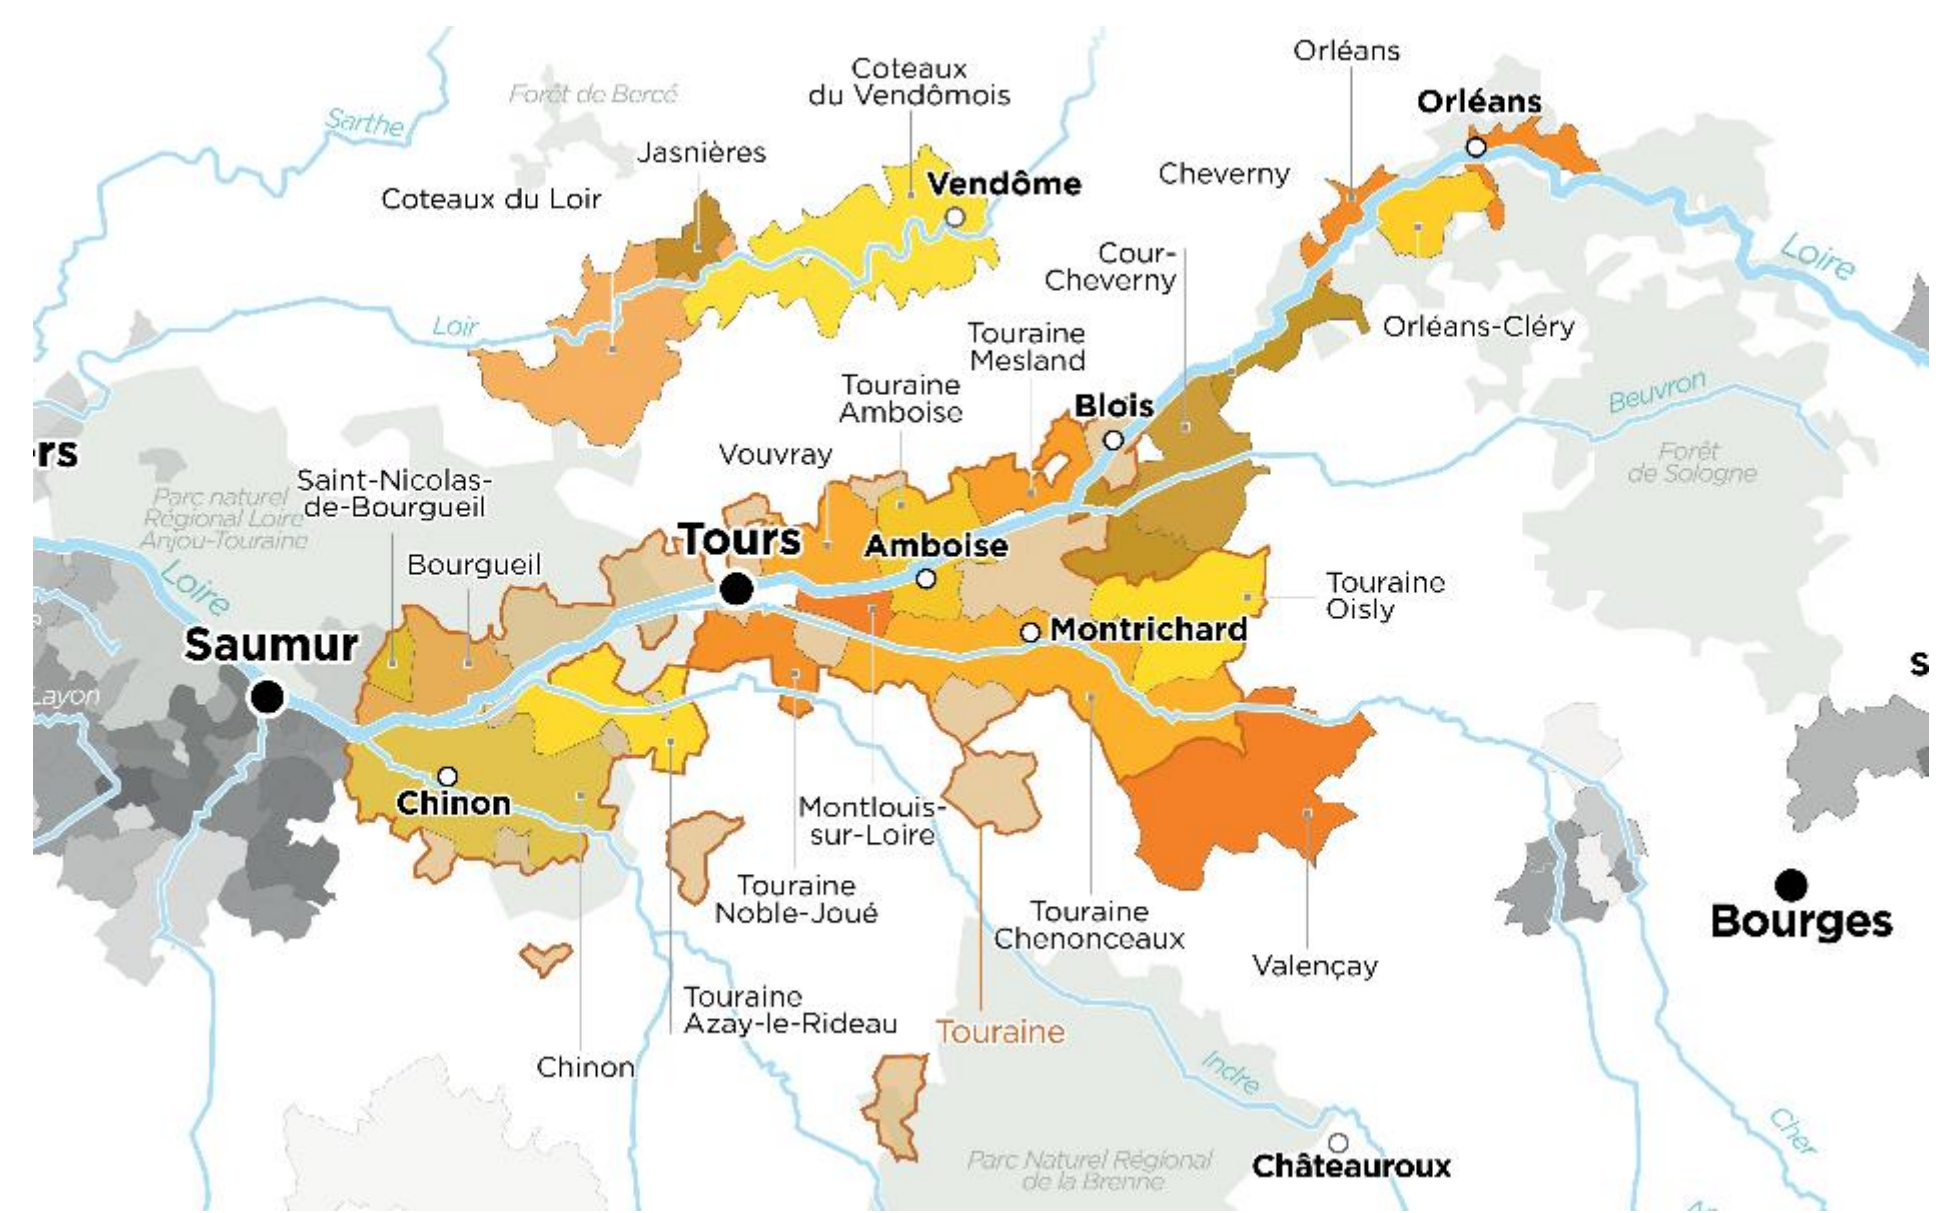 Orléans
Coteaux
du Vendômois
Forêt de Bercé
Orléans
Sarthe
Jasnières
Cheverny
Vendôme
Coteaux du Loir
Cour-
Cheverny
Loire
Loir
Touraine
Mesland
Orléans-Cléry
Touraine
Amboise
Beuvron
Blois
-rs
Vouvray
Forêt
de Sologne
Saint-Nicolas-
de-Bourgueil
Parc naturel
Régional Loire
Anjou-Touraine
Tours
Amboise
Bourgueil
Loire
Touraine
Oisly
Saumur
Montrichard
S
Layon
Chinon
Montlouis-
sur-Loire
Touraine
Noble-Joué
Touraine
Chenonceaux
Bourges
Valençay
Touraine
Azay-le-Rideau
Touraine
Chinon
Indre
Cher
Parc Naturel Régional
de la Brenne
Châteauroux